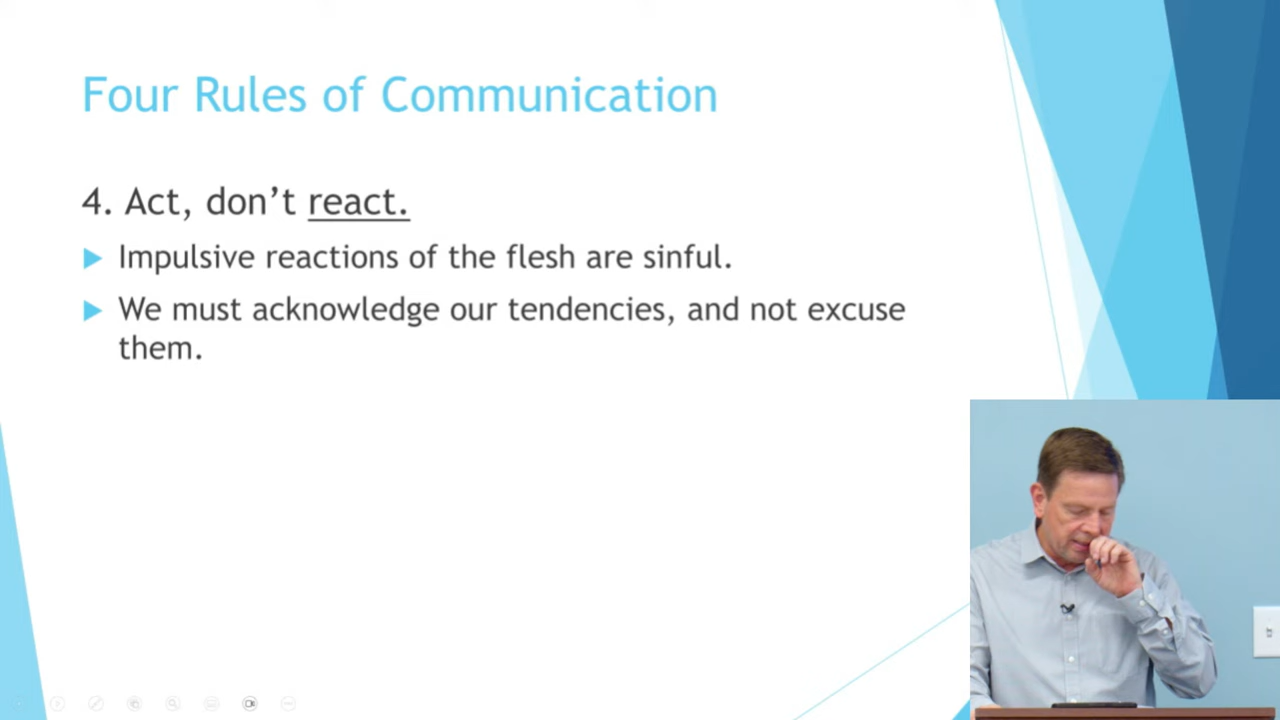 Four Rules of Communication
4. Act, don’t react.
Impulsive reactions of the flesh are sinful.
We must acknowledge our tendencies, and not excuse
them.